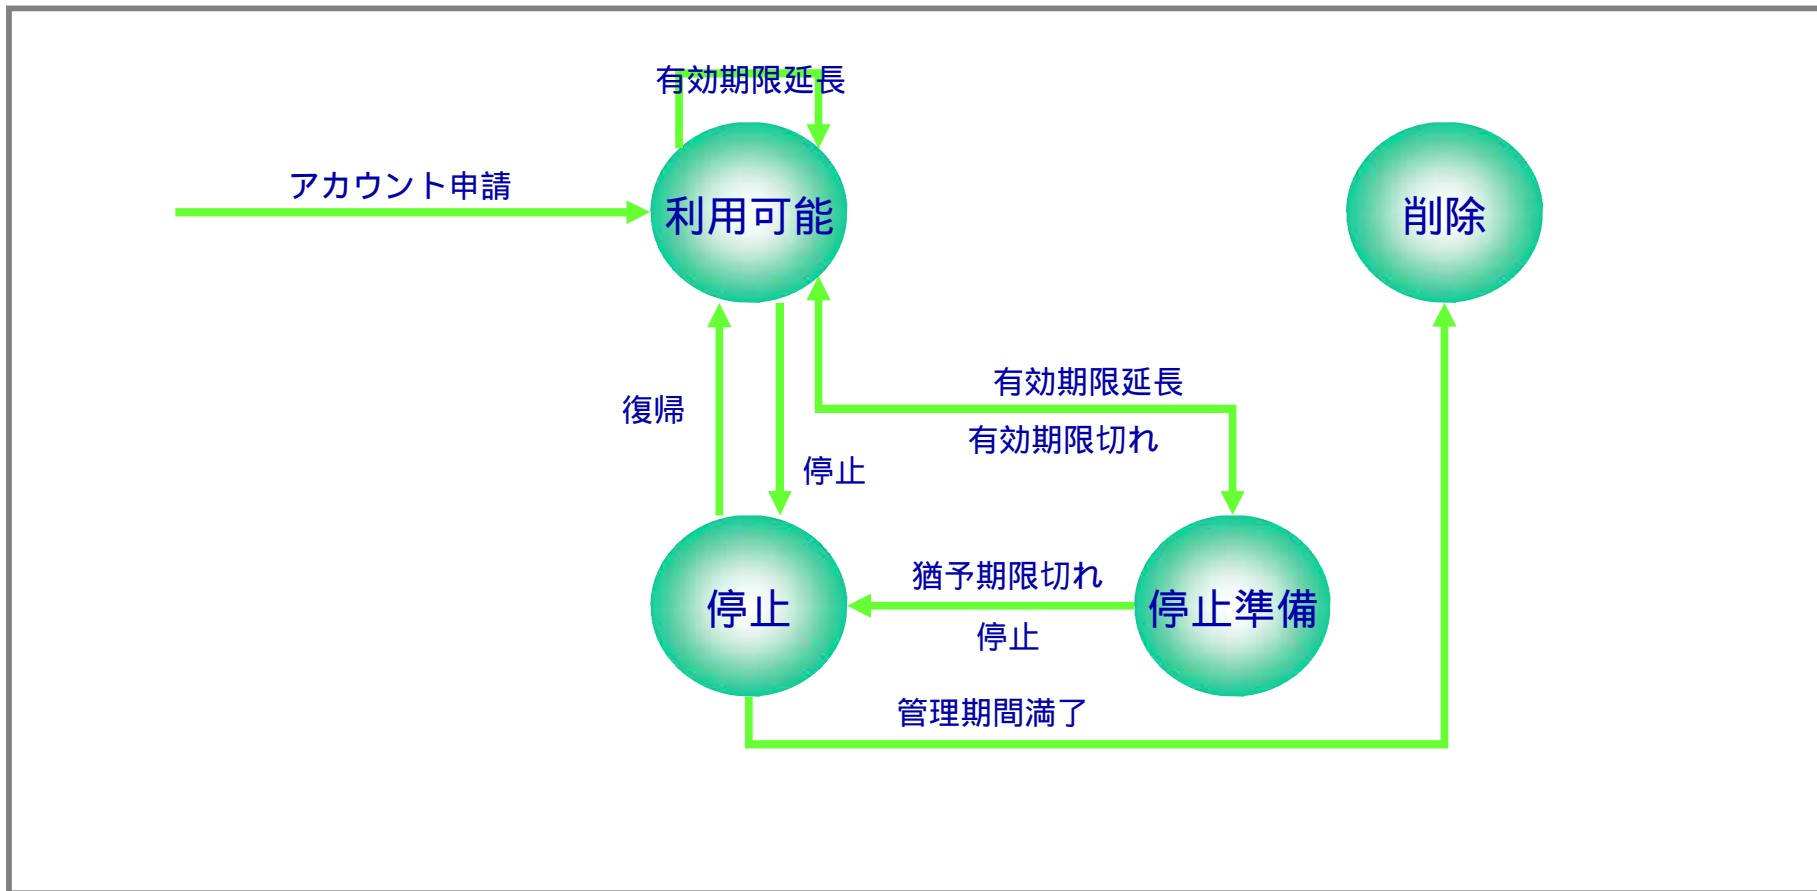 有効期限延長
アカウント申請
利用可能
削除
有効期限延長
復帰
有効期限切れ
停止
猶予期限切れ
停止
停止準備
停止
管理期間満了